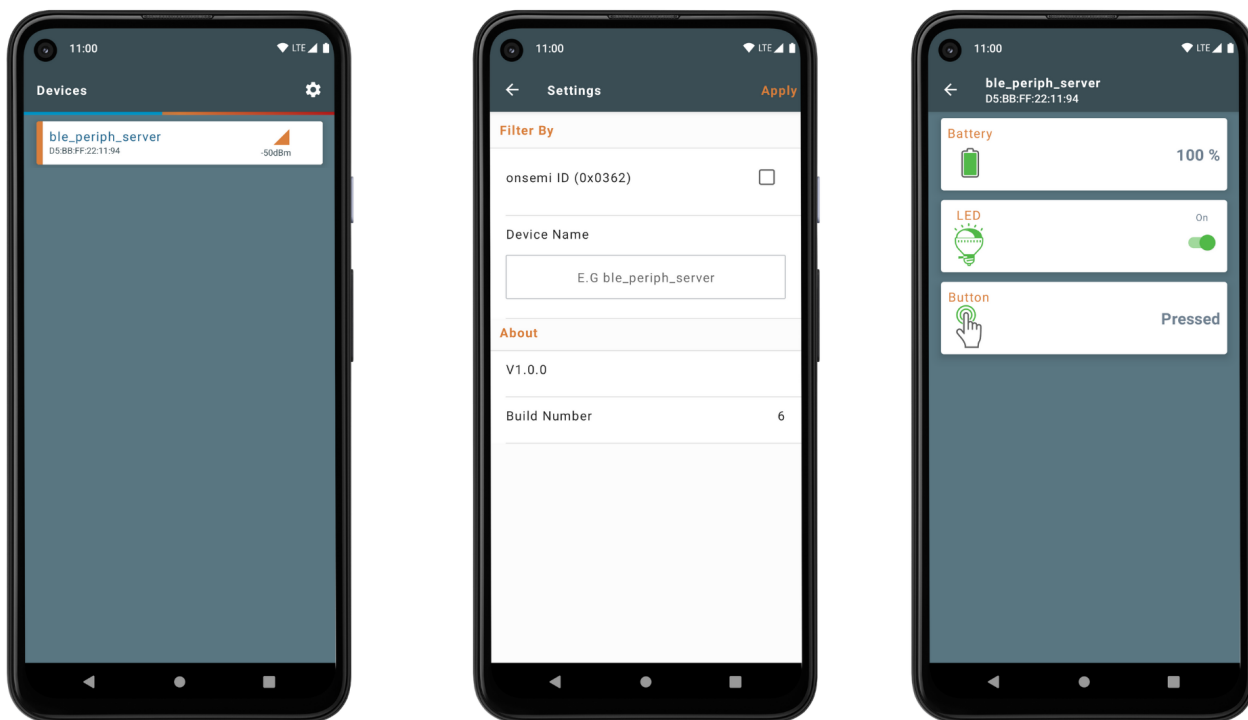 11:00 LTE
Devices
ble_periph_server
D5:BB:FF:22:11:94
-50dBm
11:00 LTE
Settings Apply
Filter By
onsemi ID (0x0362)
Device Name
E.G ble_periph_server
About
V1.0.0
Build Number 6
11:00 LTE
ble_periph_server
D5:BB:FF:22:11:94
Battery
100 %
LED
On
Button
Pressed